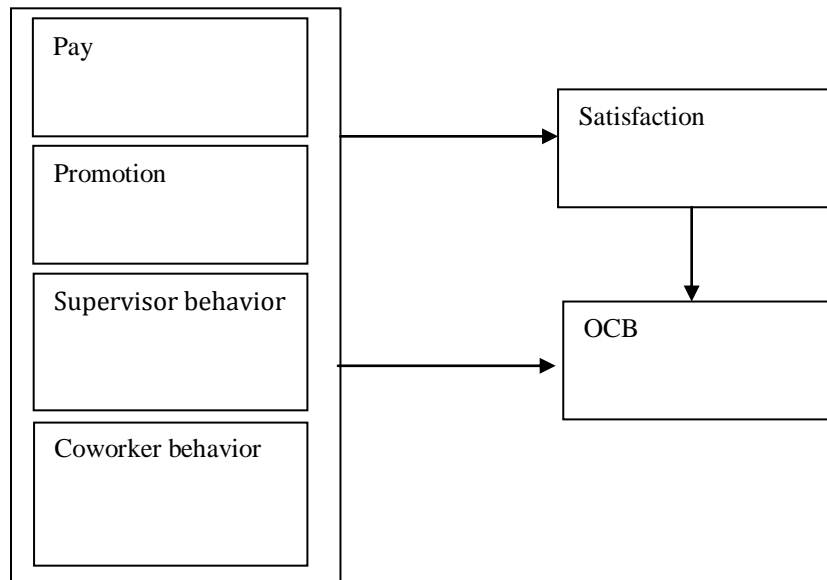 Pay
Satisfaction
Promotion
Supervisor behavior
OCB
Coworker behavior